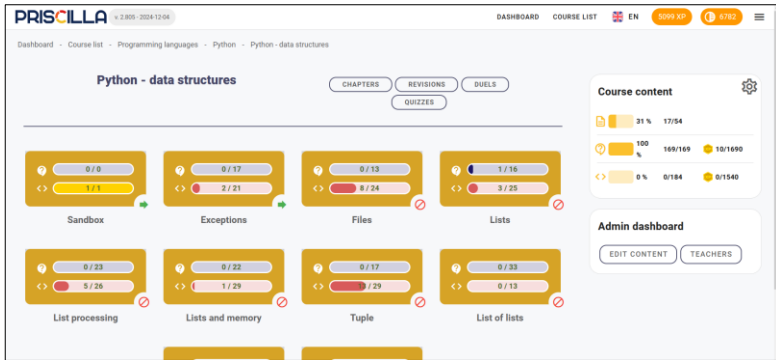 PRISCILLA v. 2.805 - 2024-12-04 DASHBOARD COURSE LIST EN 5099 XP 6782
Dashboard - Course list - Programming languages - Python - Python - data structures
Python - data structures
CHAPTERS REVISIONS DUELS
QUIZZES
0 / 0
1 / 1
Sandbox
0 / 17
2 / 21
Exceptions
0 / 13
8 / 24
Files
1 / 16
3 / 25
Lists
0 / 23
5 / 26
List processing
0 / 22
1 / 29
Lists and memory
0 / 17
/ 29
Tuple
0 / 33
0 / 13
List of lists
Course content
31 % 17/54
100 % 169/169 10/1690
0 % 0/184 0/1540
Admin dashboard
EDIT CONTENT TEACHERS